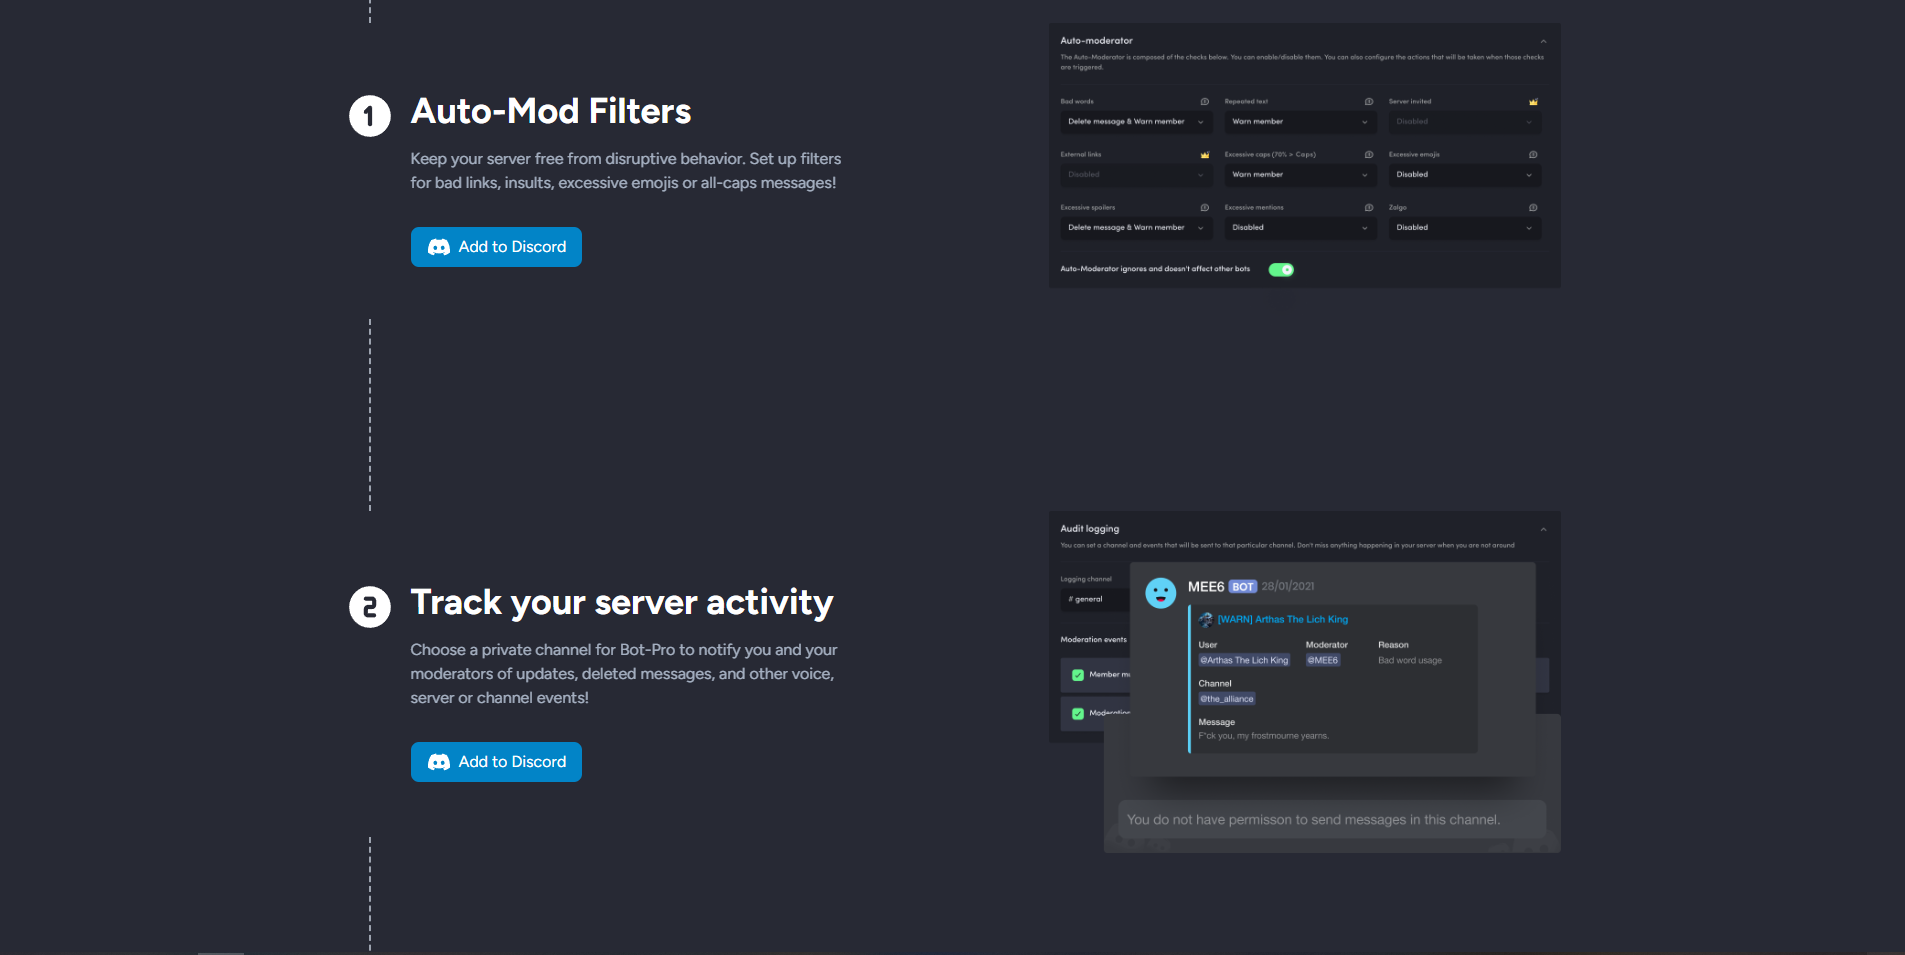 1
Auto-Mod Filters
Keep your server free from disruptive behavior. Set up filters
for bad links, insults, excessive emojis or all-caps messages!
Add to Discord
Auto-moderator
The Auto-Moderator is composed of the checks below. You can enable/disable them. You can also configure the actions that will be taken when those checks
are triggered.
Bad words
Repeated text
Server invited
Delete message & Warn member
Warn member
Disabled
External links
Excessive caps (70% > Caps)
Excessive emojis
Disabled
Warn member
Disabled
Excessive spoilers
Excessive mentions
Zalgo
Delete message & Warn member
Disabled
Disabled
Auto-Moderator ignores and doesn't affect other bots
2
Track your server activity
Choose a private channel for Bot-Pro to notify you and your
moderators of updates, deleted messages, and other voice,
server or channel events!
Add to Discord
Audit logging
You can set a channel and events that will be sent to that particular channel. Don't miss anything happening in your server when you are not around
Logging channel
# general
Moderation events
Member m
Moderation
MEE6 BOT 28/01/2021
[WARN] Arthas The Lich King
User Moderator Reason
@Arthas The Lich King @MEE6 Bad word usage
Channel
@the_alliance
Message
F*ck you, my frostmourne yearns.
You do not have permisson to send messages in this channel.